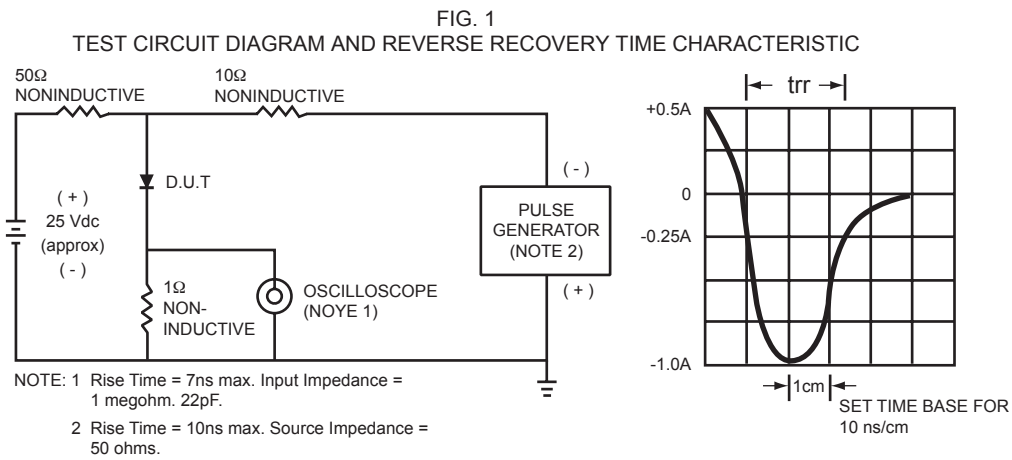 FIG. 1
TEST CIRCUIT DIAGRAM AND REVERSE RECOVERY TIME CHARACTERISTIC
50Ω
NONINDUCTIVE
10Ω
NONINDUCTIVE
D.U.T
( + )
25 Vdc
(approx)
( - )
1Ω
NON-
INDUCTIVE
OSCILLOSCOPE
(NOYE 1)
( - )
PULSE
GENERATOR
(NOTE 2)
( + )
NOTE: 1 Rise Time = 7ns max. Input Impedance =
1 megohm. 22pF.
2 Rise Time = 10ns max. Source Impedance =
50 ohms.
trr
+0.5A
0
-0.25A
-1.0A
1cm
SET TIME BASE FOR
10 ns/cm